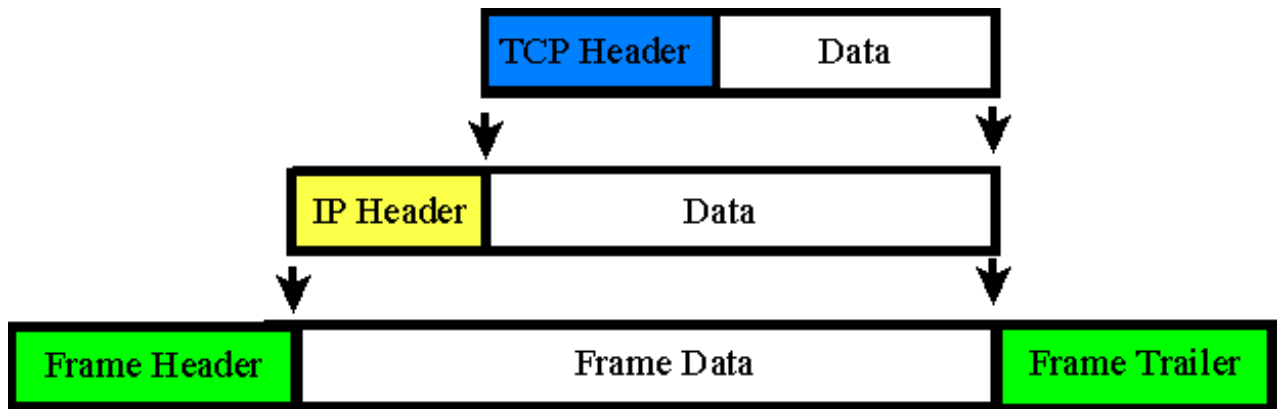 TCP Header Data
IP Header Data
Frame Header Frame Data Frame Trailer